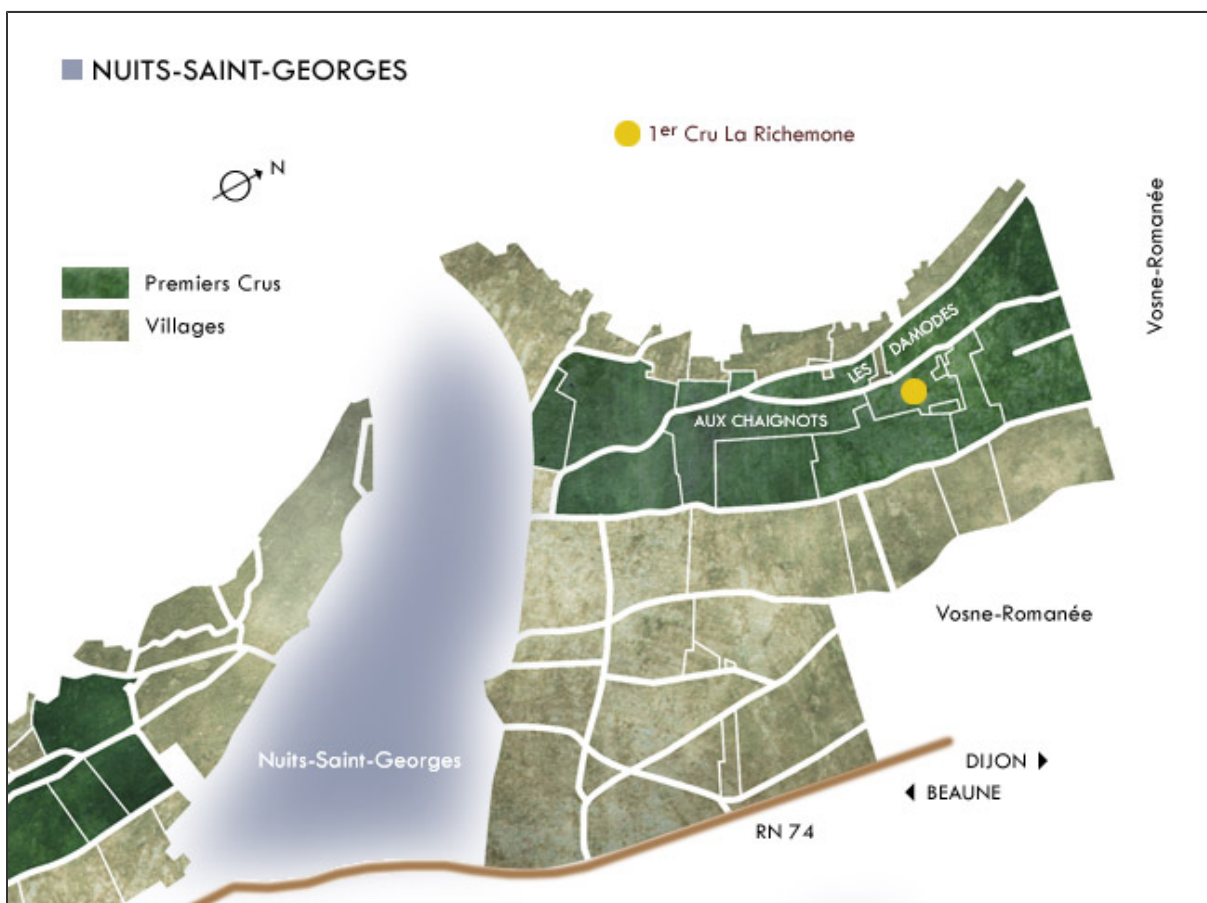 NUITS-SAINT-GEORGES
1er Cru La Richemone
N
Premiers Crus
Villages
Vosne-Romanée
LES DAMODES
AUX CHAIGNOTS
Vosne-Romanée
Nuits-Saint-Georges
DIJON
BEAUNE
RN 74